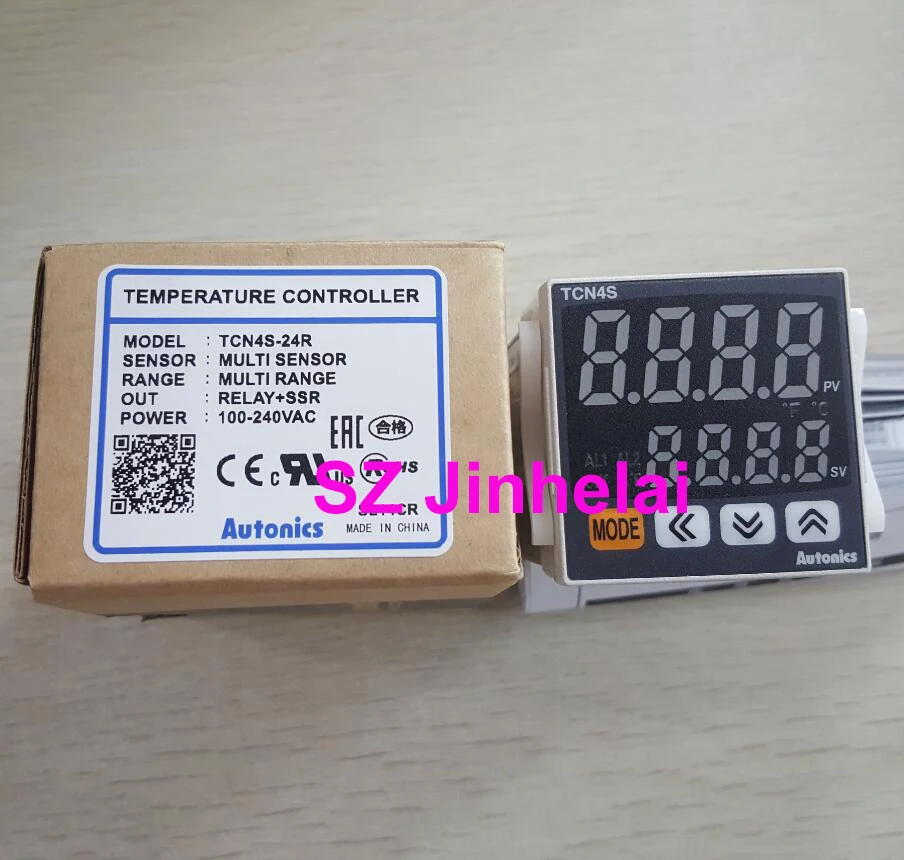 TEMPERATURE CONTROLLER
MODEL : TCN4S-24R
SENSOR : MULTI SENSOR
RANGE : MULTI RANGE
OUT : RELAY+SSR
POWER : 100-240VAC
EAC 合格
CE c US
Autonics MADE IN CHINA
SZ Jinhelai
TCN4S
8.8.8.8
PV
°F °C
AL1 AL2 8.8.8.8 SV
MODE
Autonics